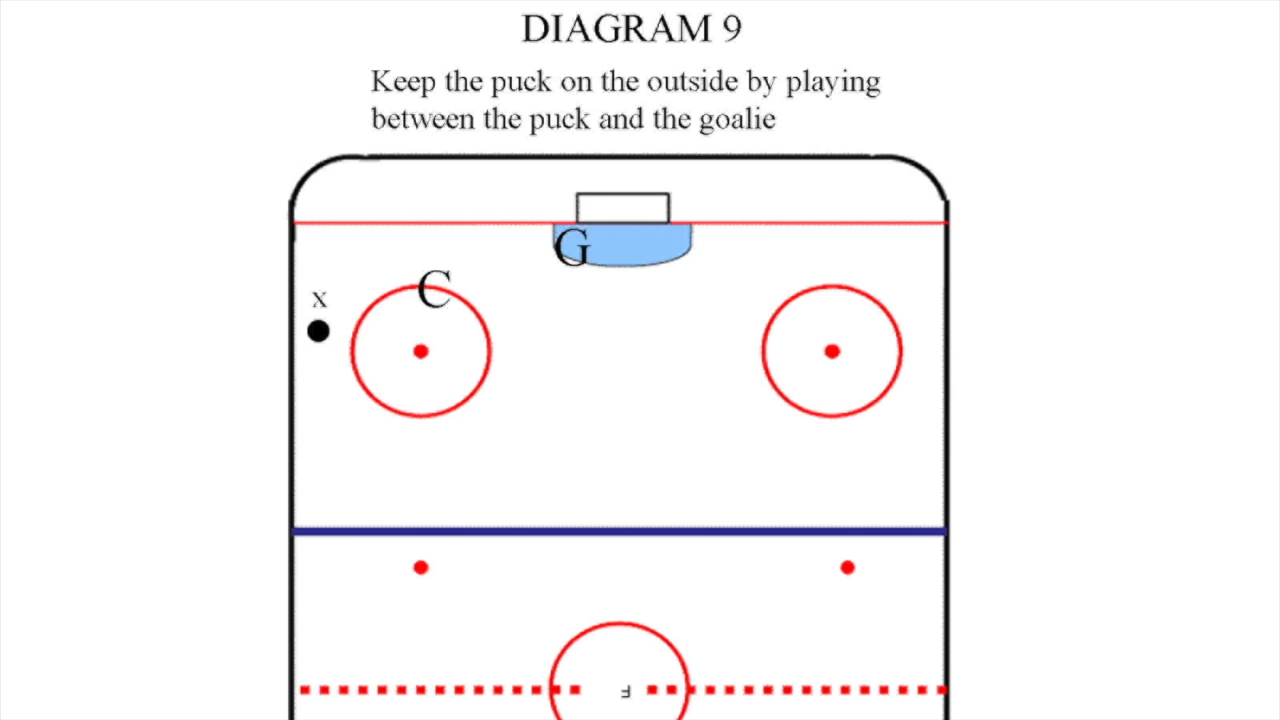 DIAGRAM 9
Keep the puck on the outside by playing
between the puck and the goalie
G
C
X
F